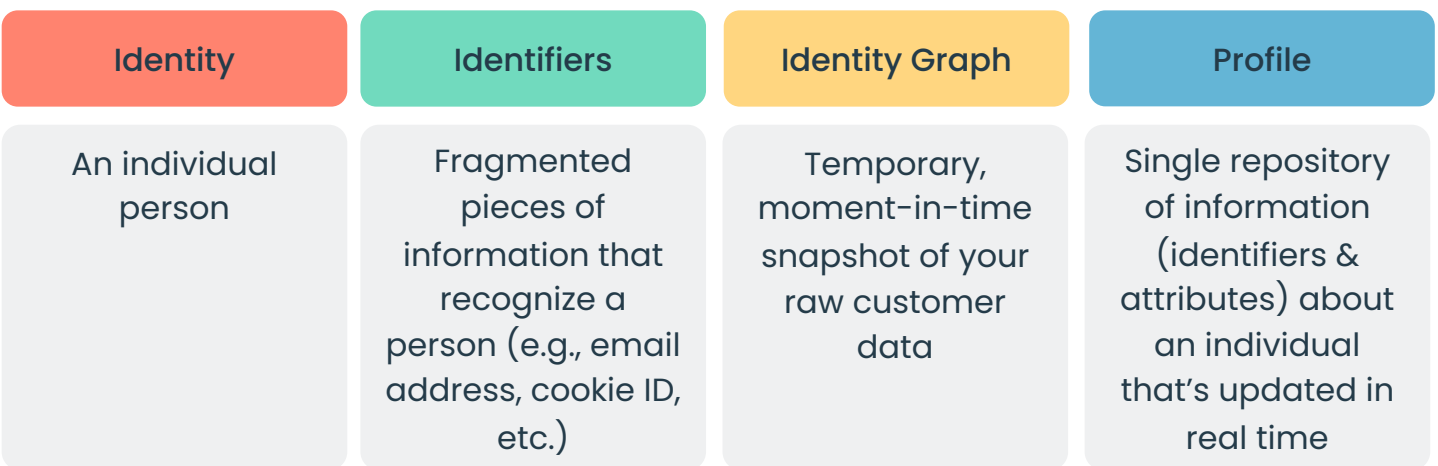 Identity
An individual
person
Identifiers
Fragmented
pieces of
information that
recognize a
person (e.g., email
address, cookie ID,
etc.)
Identity Graph
Temporary,
moment-in-time
snapshot of your
raw customer
data
Profile
Single repository
of information
(identifiers &
attributes) about
an individual
that’s updated in
real time